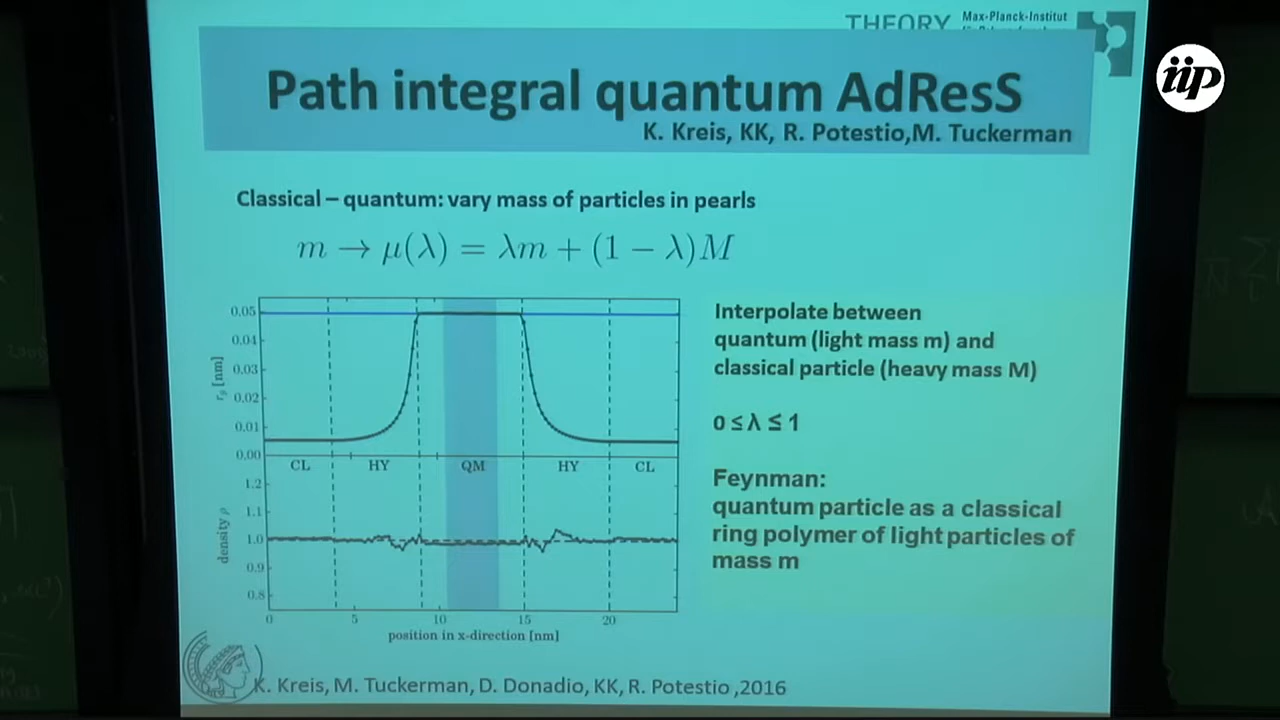 THEORY
Max-Planck-Institut
iip
Path integral quantum AdResS
K. Kreis, KK, R. Potestio,M. Tuckerman
Classical – quantum: vary mass of particles in pearls
m → μ(λ) = λm + (1 − λ)M
0.05
0.04
0.03
0.02
0.01
0.00
[nm]
CL
HY
QM
HY
CL
1.2
1.1
1.0
0.9
0.8
density ρ
0
5
10
15
20
position in x-direction [nm]
Interpolate between
quantum (light mass m) and
classical particle (heavy mass M)
0 ≤ λ ≤ 1
Feynman:
quantum particle as a classical
ring polymer of light particles of
mass m
K. Kreis, M. Tuckerman, D. Donadio, KK, R. Potestio ,2016